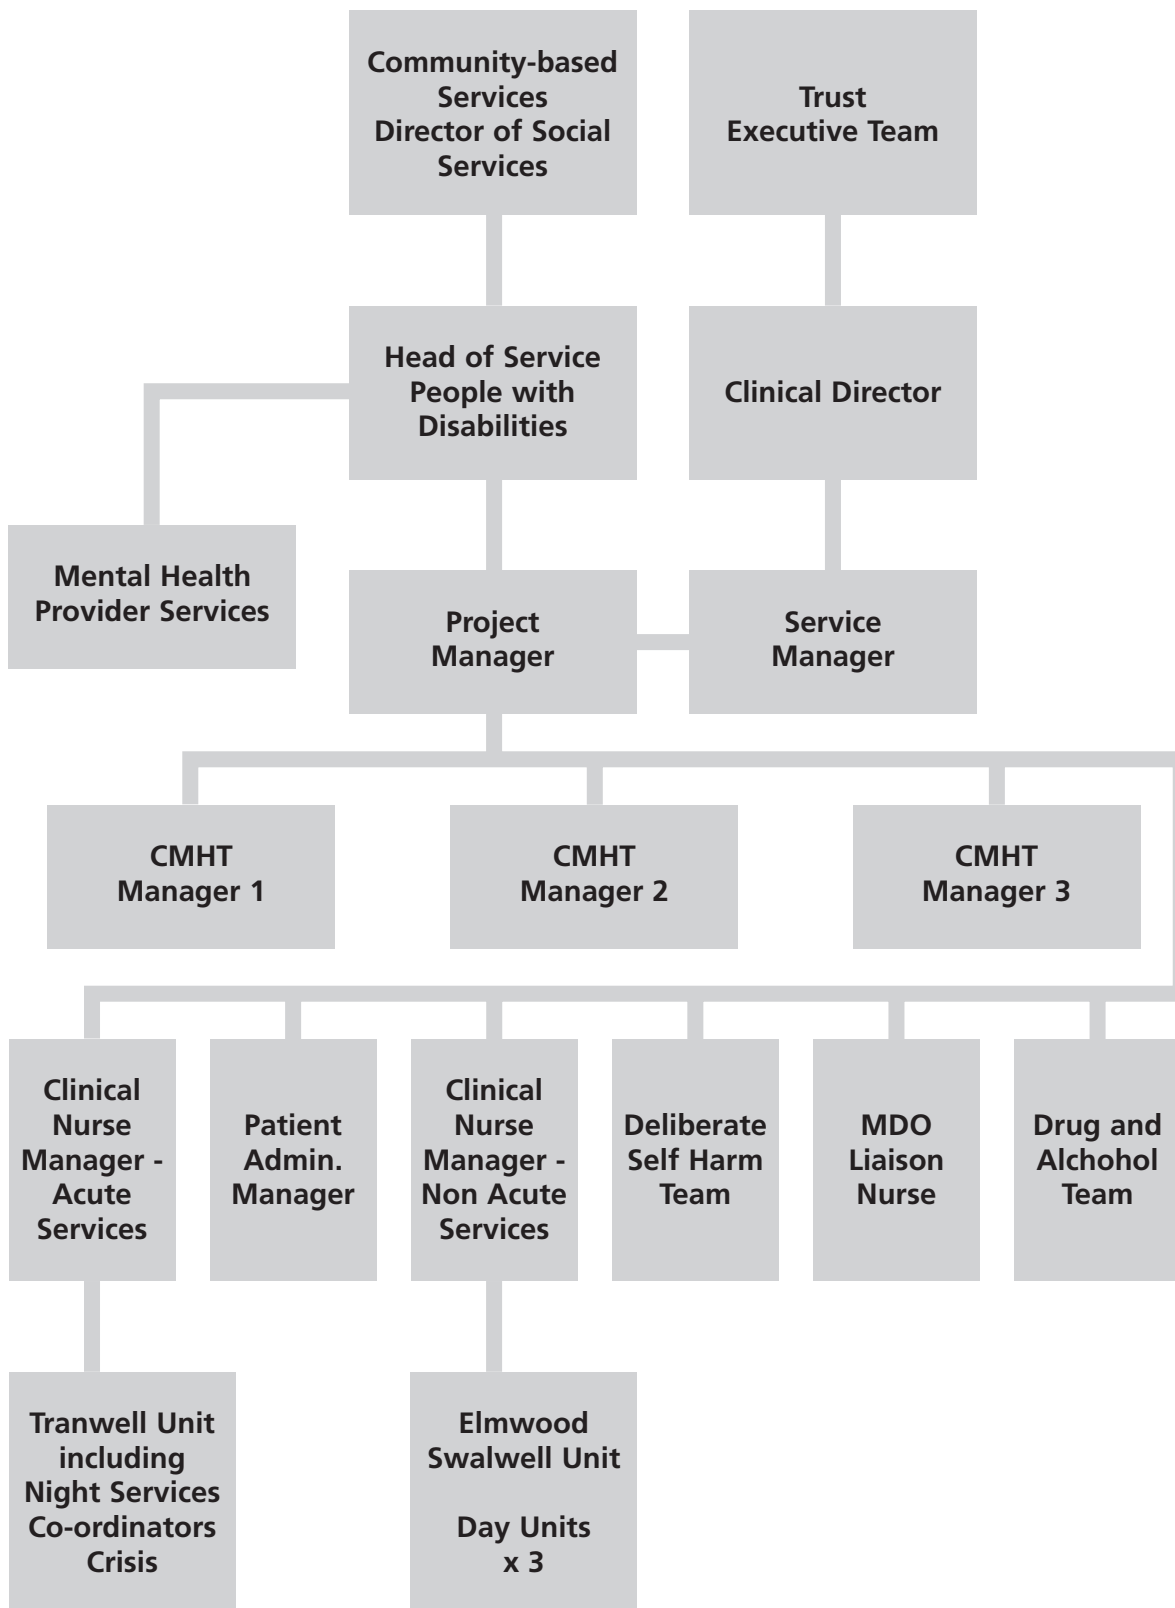 Community-based
Services
Director of Social
Services
Trust
Executive Team
Head of Service
People with
Disabilities
Clinical Director
Mental Health
Provider Services
Project
Manager
Service
Manager
CMHT
Manager 1
CMHT
Manager 2
CMHT
Manager 3
Clinical
Nurse
Manager -
Acute
Services
Patient
Admin.
Manager
Clinical
Nurse
Manager -
Non Acute
Services
Deliberate
Self Harm
Team
MDO
Liaison
Nurse
Drug and
Alchohol
Team
Tranwell Unit
including
Night Services
Co-ordinators
Crisis
Elmwood
Swalwell Unit
Day Units
x 3